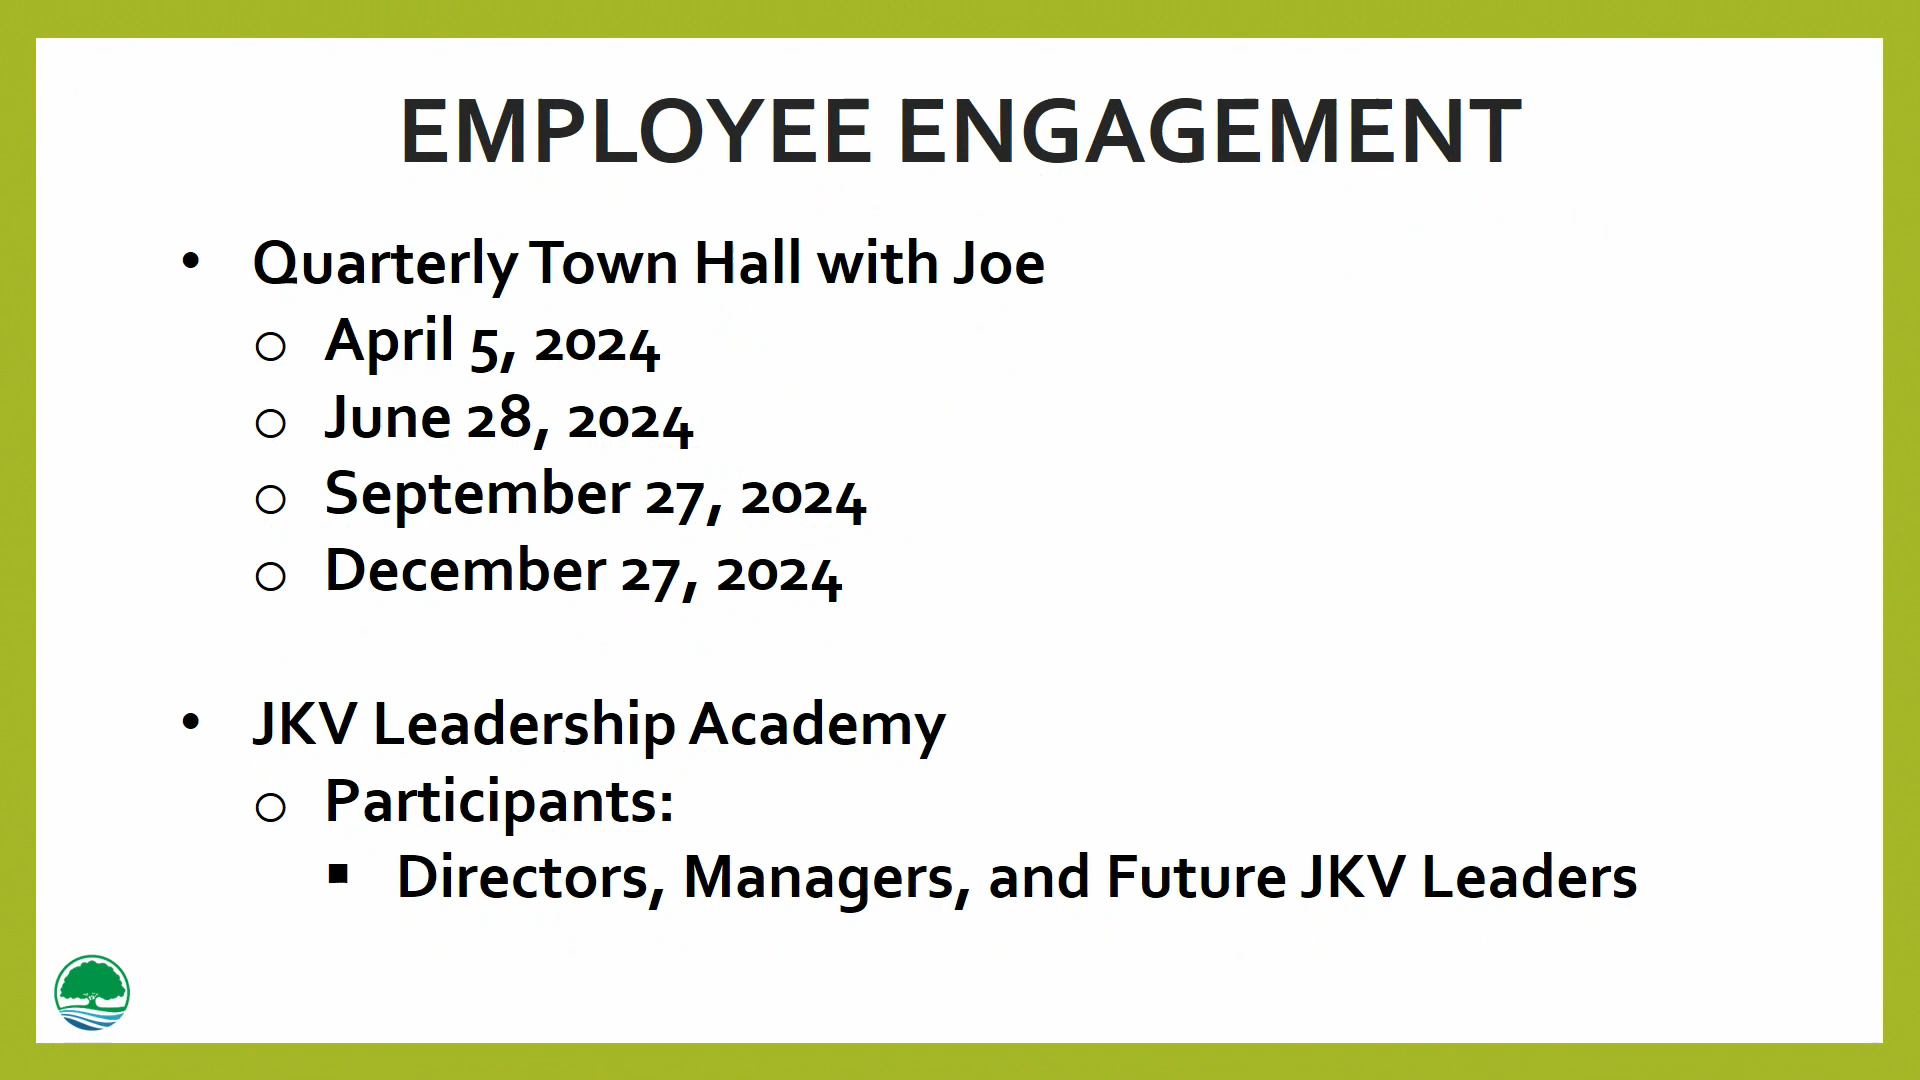 EMPLOYEE ENGAGEMENT
• Quarterly Town Hall with Joe
o April 5, 2024
o June 28, 2024
o September 27, 2024
o December 27, 2024
• JKV Leadership Academy
o Participants:
▪ Directors, Managers, and Future JKV Leaders